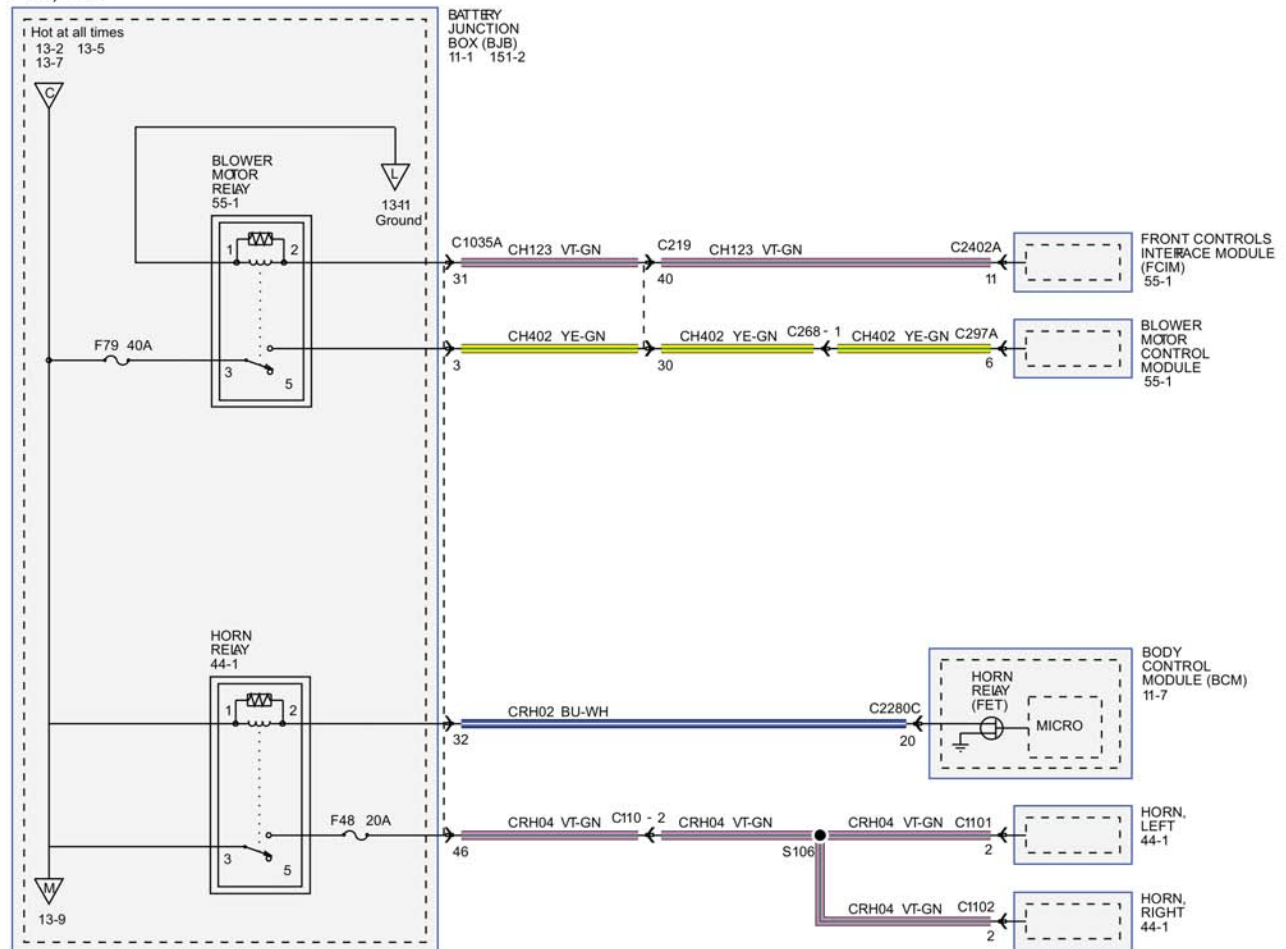 Hot at all times
13-2 13-5
13-7
C
BATTERY
JUNCTION
BOX (BJB)
11-1 151-2
BLOWER
MOTOR
RELAY
55-1
L
13-11
Ground
1 2
F79 40A
3
5
C1035A CH123 VT-GN C219 CH123 VT-GN C2402A
31 40 11
FRONT CONTROLS
INTERFACE MODULE
(FCIM)
55-1
CH402 YE-GN CH402 YE-GN C268 - 1 CH402 YE-GN C297A
3 30 6
BLOWER
MOTOR
CONTROL
MODULE
55-1
HORN
RELAY
44-1
1 2
CRH02 BU-WH C2280C
32 20
HORN
RELAY
(FET)
MICRO
BODY
CONTROL
MODULE (BCM)
11-7
F48 20A
3
5
CRH04 VT-GN C110 - 2 CRH04 VT-GN CRH04 VT-GN C1101
46 S106 2
HORN,
LEFT
44-1
M
13-9
CRH04 VT-GN C1102
2
HORN,
RIGHT
44-1